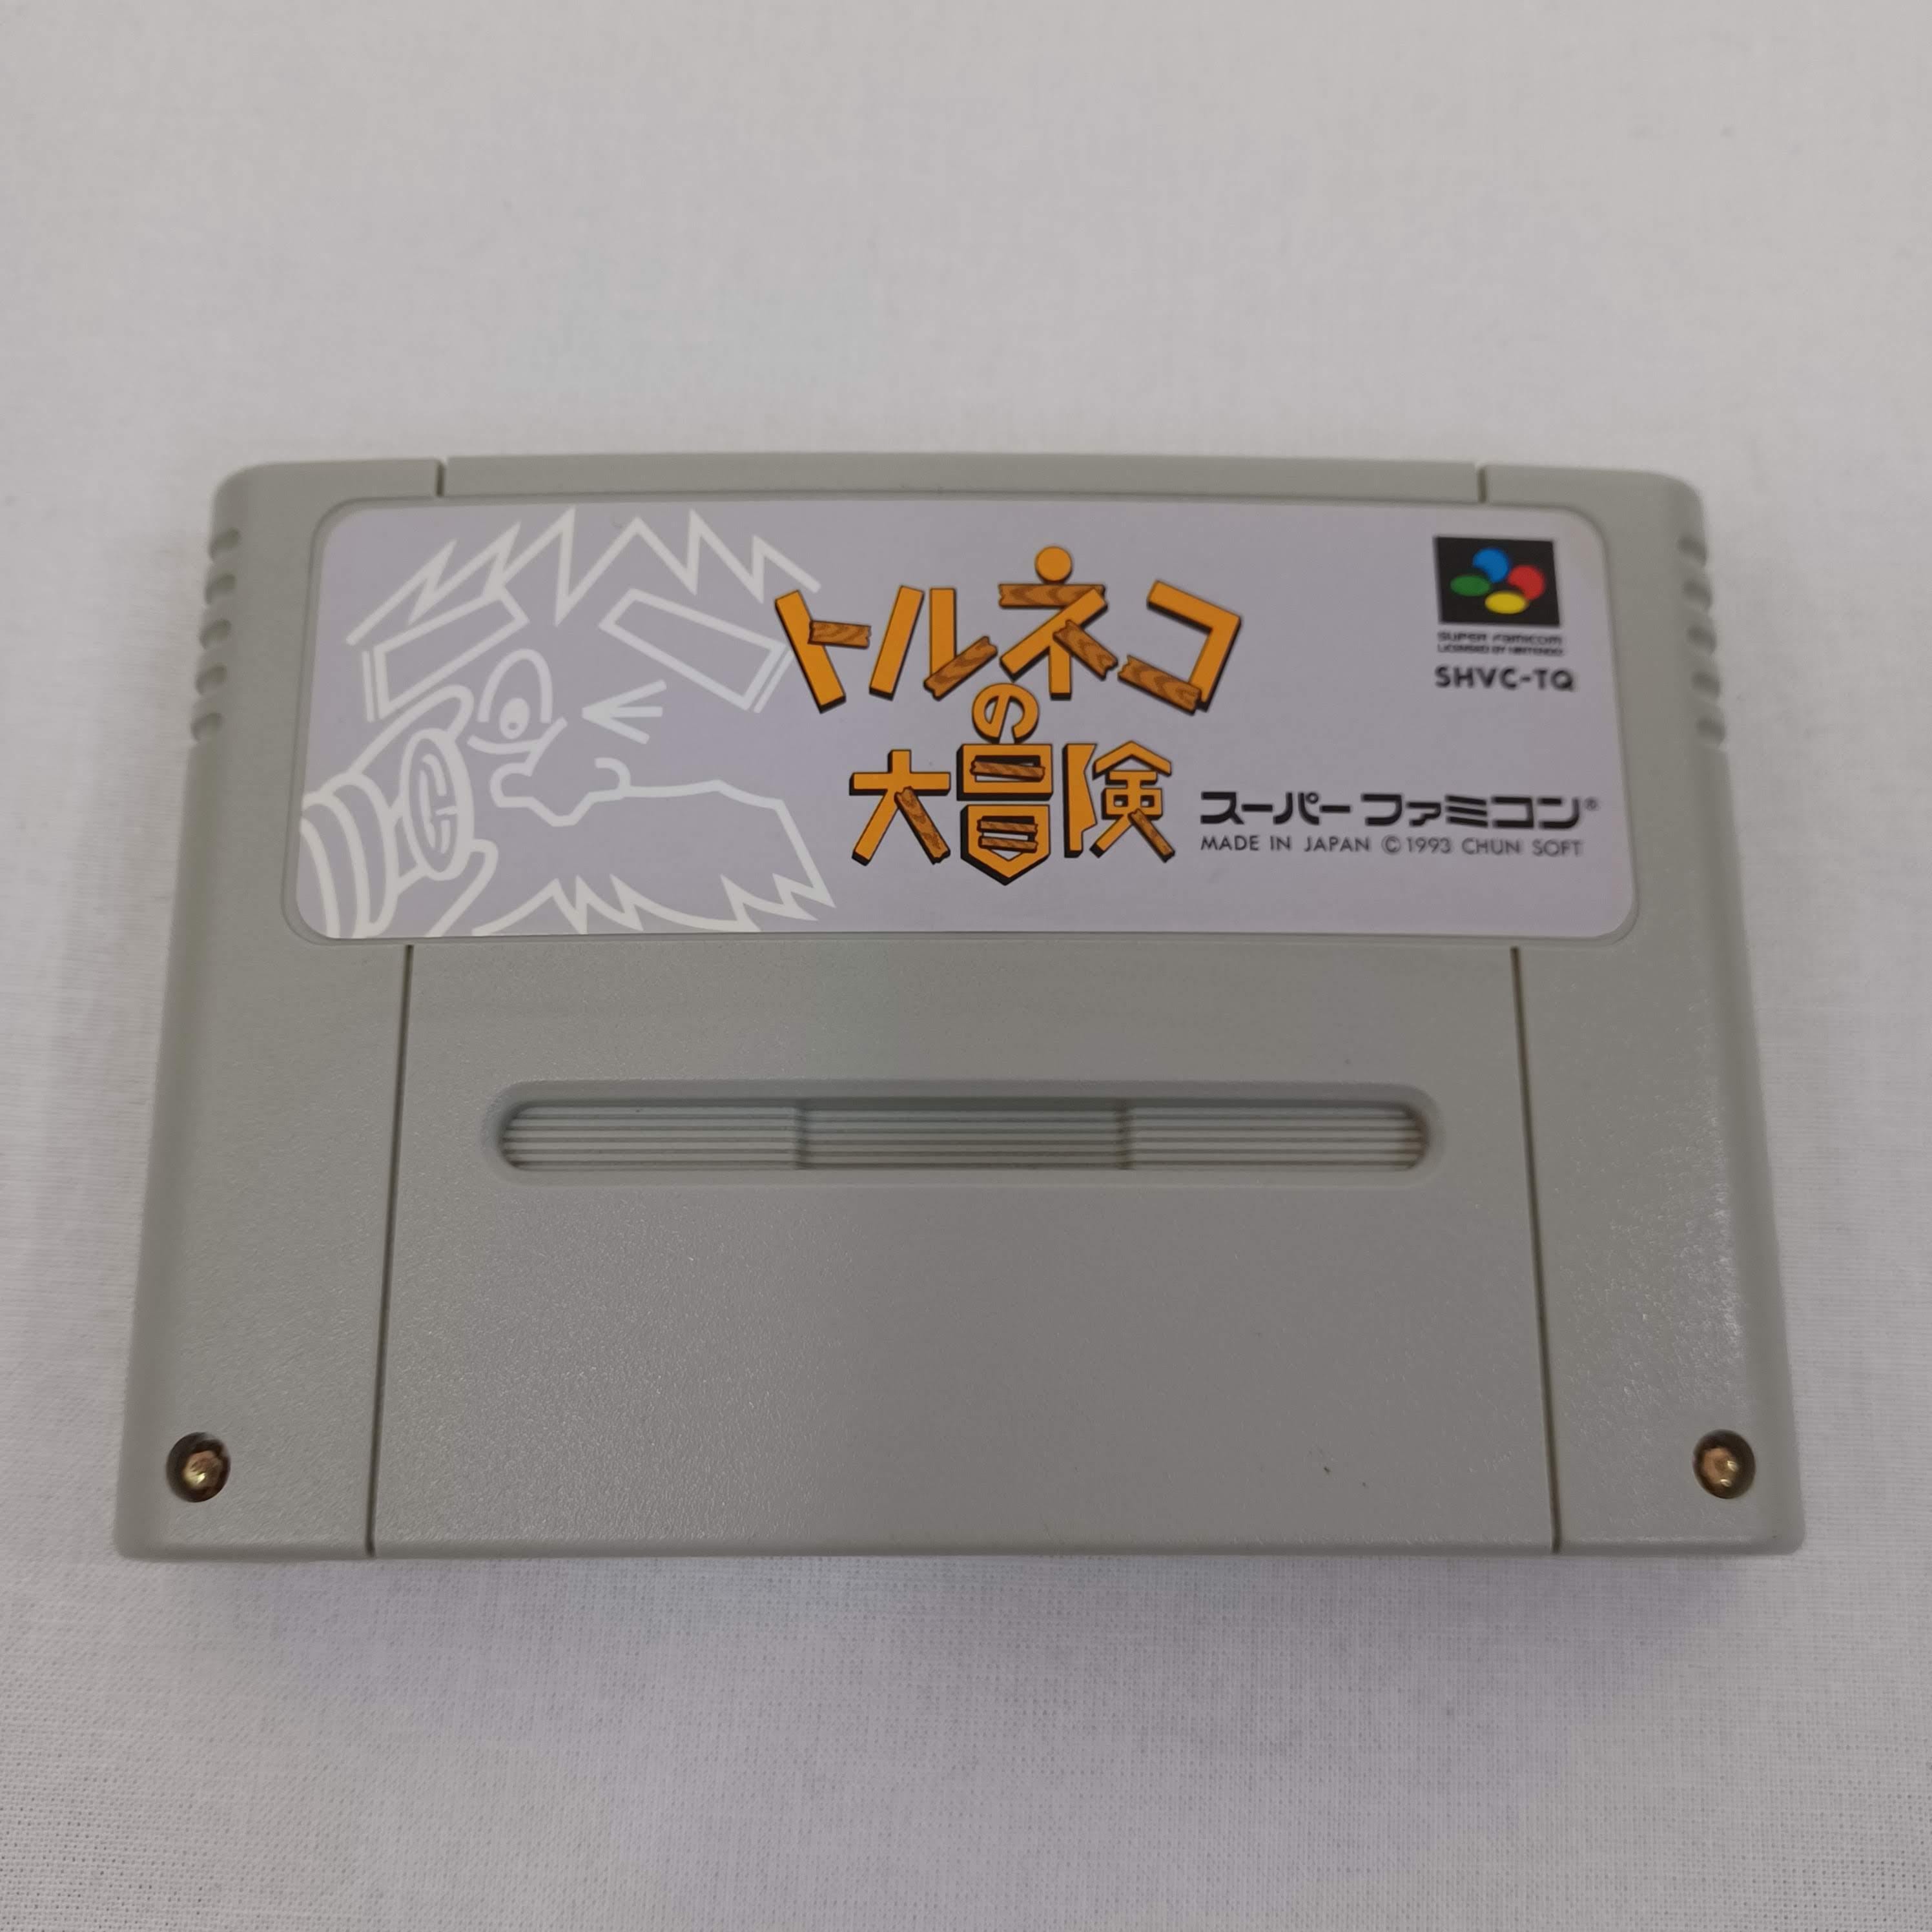 トルネコ
の
大冒険
SUPER FAMICOM
LICENSED BY NINTENDO
SHVC-TQ
スーパーファミコン®
MADE IN JAPAN ©1993 CHUN SOFT